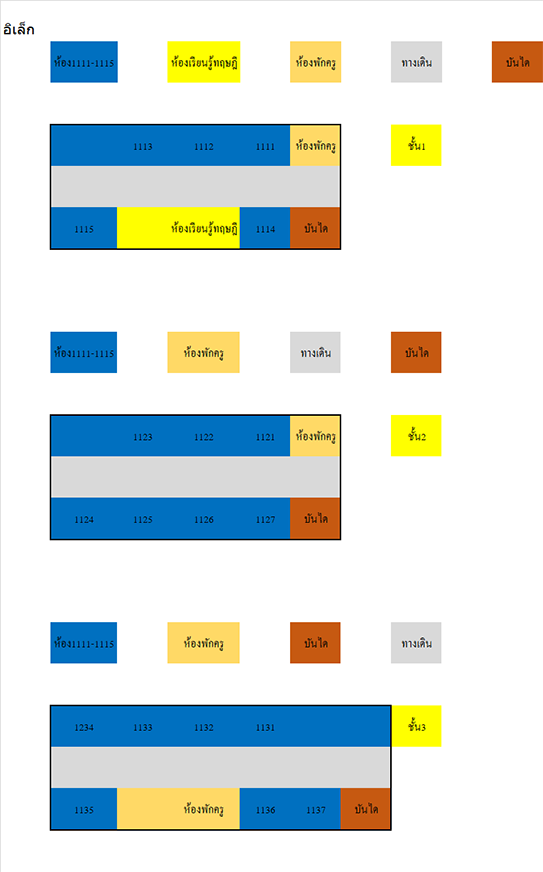 อิเล็ก
ห้อง1111-1115 ห้องเรียนรู้ทฤษฎี ห้องพักครู ทางเดิน บันได
1113 1112 1111 ห้องพักครู ชั้น1
1115 ห้องเรียนรู้ทฤษฎี 1114 บันได
ห้อง1111-1115 ห้องพักครู ทางเดิน บันได
1123 1122 1121 ห้องพักครู ชั้น2
1124 1125 1126 1127 บันได
ห้อง1111-1115 ห้องพักครู บันได ทางเดิน
1234 1133 1132 1131 ชั้น3
1135 ห้องพักครู 1136 1137 บันได